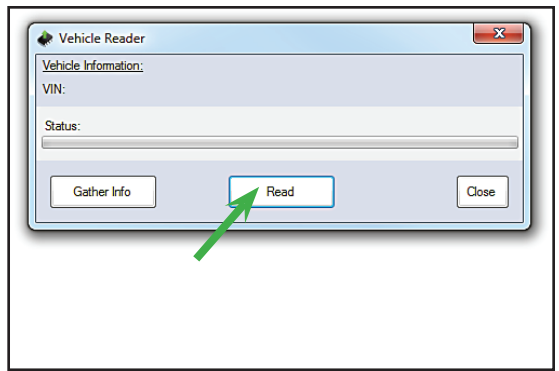 Vehicle Reader
Vehicle Information:
VIN:
Status:
Gather Info Read Close